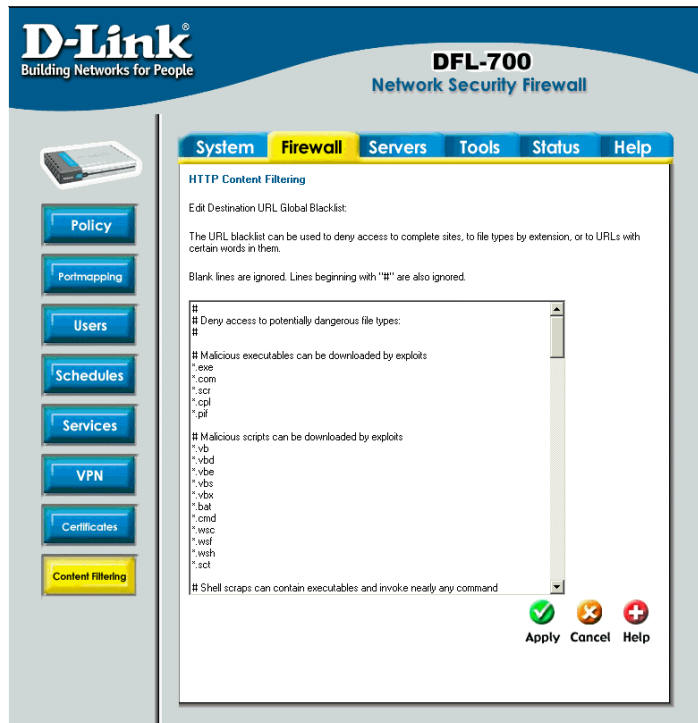 D-Link®
Building Networks for People
DFL-700
Network Security Firewall
System Firewall Servers Tools Status Help
Policy
Portmapping
Users
Schedules
Services
VPN
Certificates
Content Filtering
HTTP Content Filtering
Edit Destination URL Global Blacklist:
The URL blacklist can be used to deny access to complete sites, to file types by extension, or to URLs with
certain words in them.
Blank lines are ignored. Lines beginning with "#" are also ignored.
#
# Deny access to potentially dangerous file types:
#
# Malicious executables can be downloaded by exploits
*.exe
*.com
*.scr
*.cpl
*.pif
# Malicious scripts can be downloaded by exploits
*.vb
*.vbd
*.vbe
*.vbs
*.vbx
*.bat
*.cmd
*.wsc
*.wsf
*.wsh
*.sct
# Shell scraps can contain executables and invoke nearly any command
Apply Cancel Help